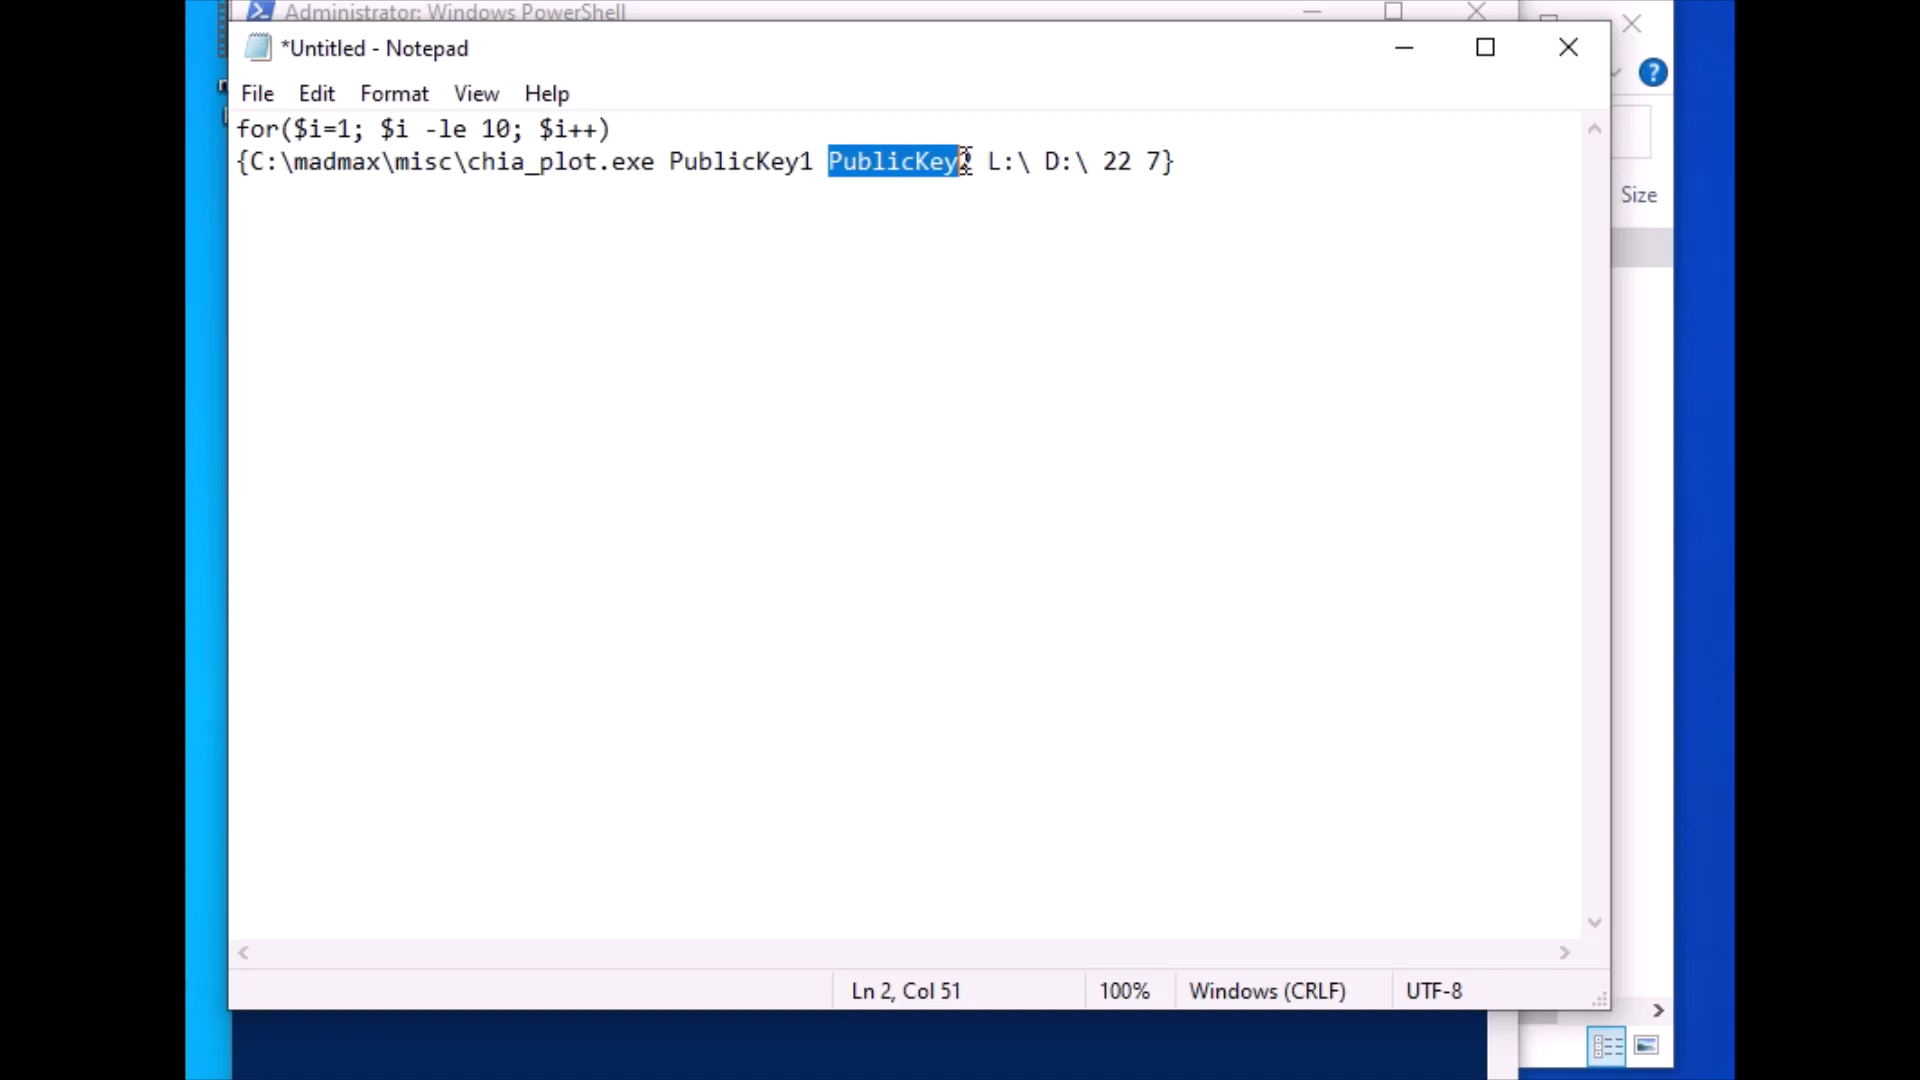 Administrator: Windows PowerShell
*Untitled - Notepad
?
File Edit Format View Help
for($i=1; $i -le 10; $i++)
{C:\madmax\misc\chia_plot.exe PublicKey1 PublicKey2 L:\ D:\ 22 7}
Size
Ln 2, Col 51 100% Windows (CRLF) UTF-8